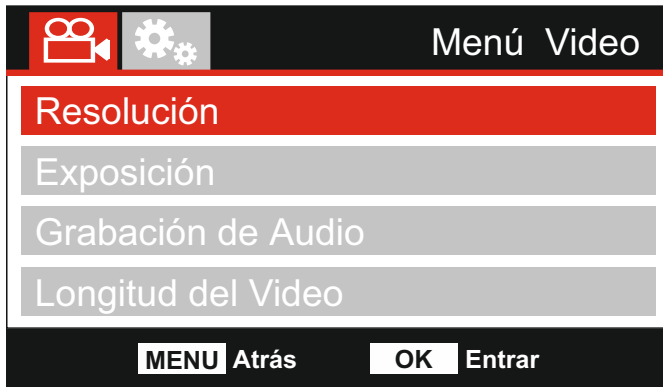 Menú Video
Resolución
Exposición
Grabación de Audio
Longitud del Video
MENU Atrás OK Entrar